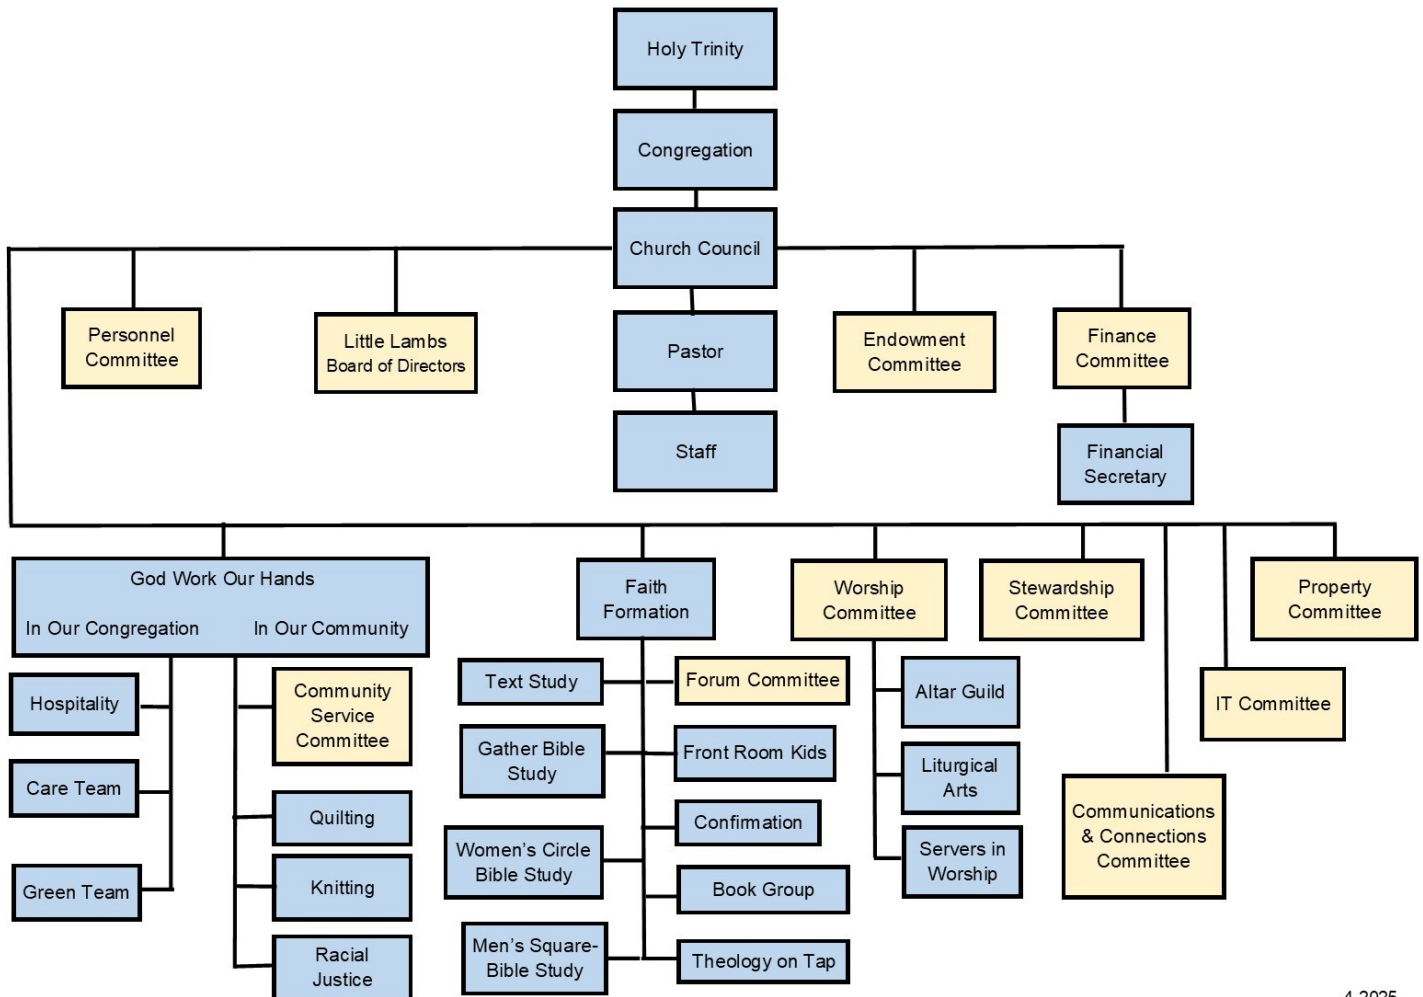 Holy Trinity
Congregation
Church Council
Personnel
Committee
Little Lambs
Board of Directors
Pastor
Endowment
Committee
Finance
Committee
Staff
Financial
Secretary
God Work Our Hands
In Our Congregation
In Our Community
Faith
Formation
Worship
Committee
Stewardship
Committee
Property
Committee
Hospitality
Care Team
Green Team
Community
Service
Committee
Quilting
Knitting
Racial
Justice
Text Study
Gather Bible
Study
Women's Circle
Bible Study
Men's Square-
Bible Study
Forum Committee
Front Room Kids
Confirmation
Book Group
Theology on Tap
Altar Guild
Liturgical
Arts
Servers in
Worship
IT Committee
Communications
& Connections
Committee
4-2025